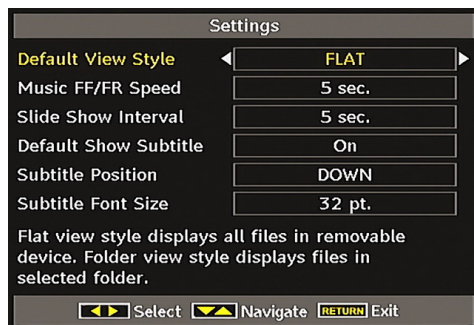 Settings
Default View Style FLAT
Music FF/FR Speed 5 sec.
Slide Show Interval 5 sec.
Default Show Subtitle On
Subtitle Position DOWN
Subtitle Font Size 32 pt.
Flat view style displays all files in removable
device. Folder view style displays files in
selected folder.
Select Navigate RETURN Exit